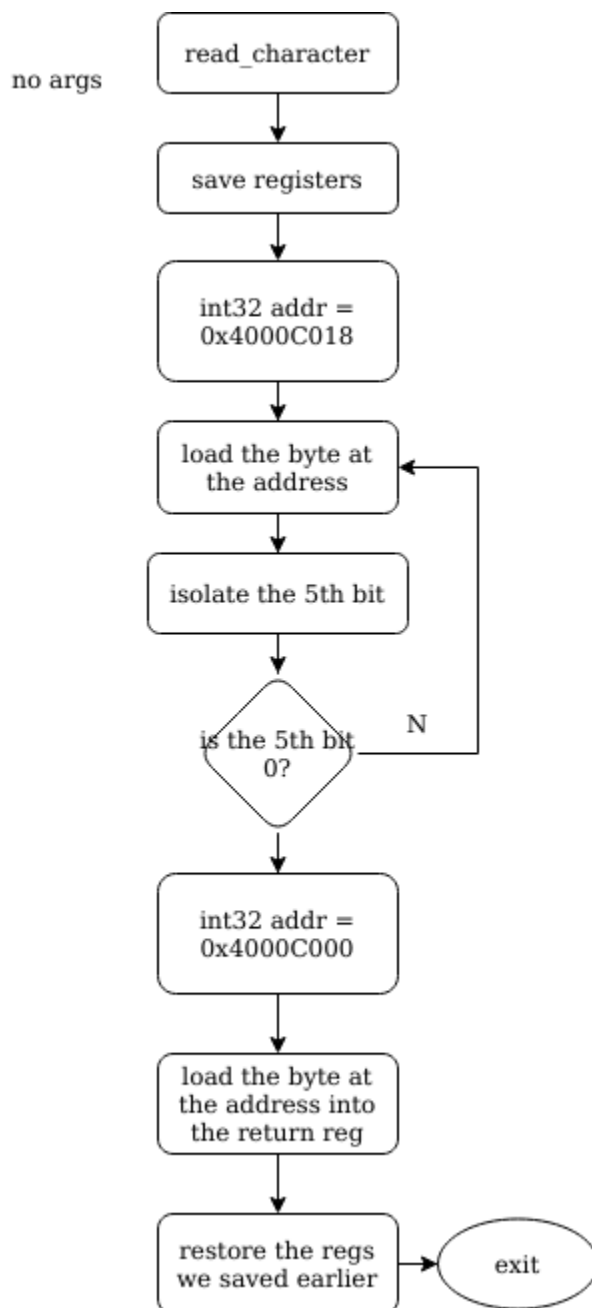 read_character
no args
save registers
int32 addr =
0x4000C018
load the byte at
the address
isolate the 5th bit
is the 5th bit
0?
N
int32 addr =
0x4000C000
load the byte at
the address into
the return reg
restore the regs
we saved earlier
exit